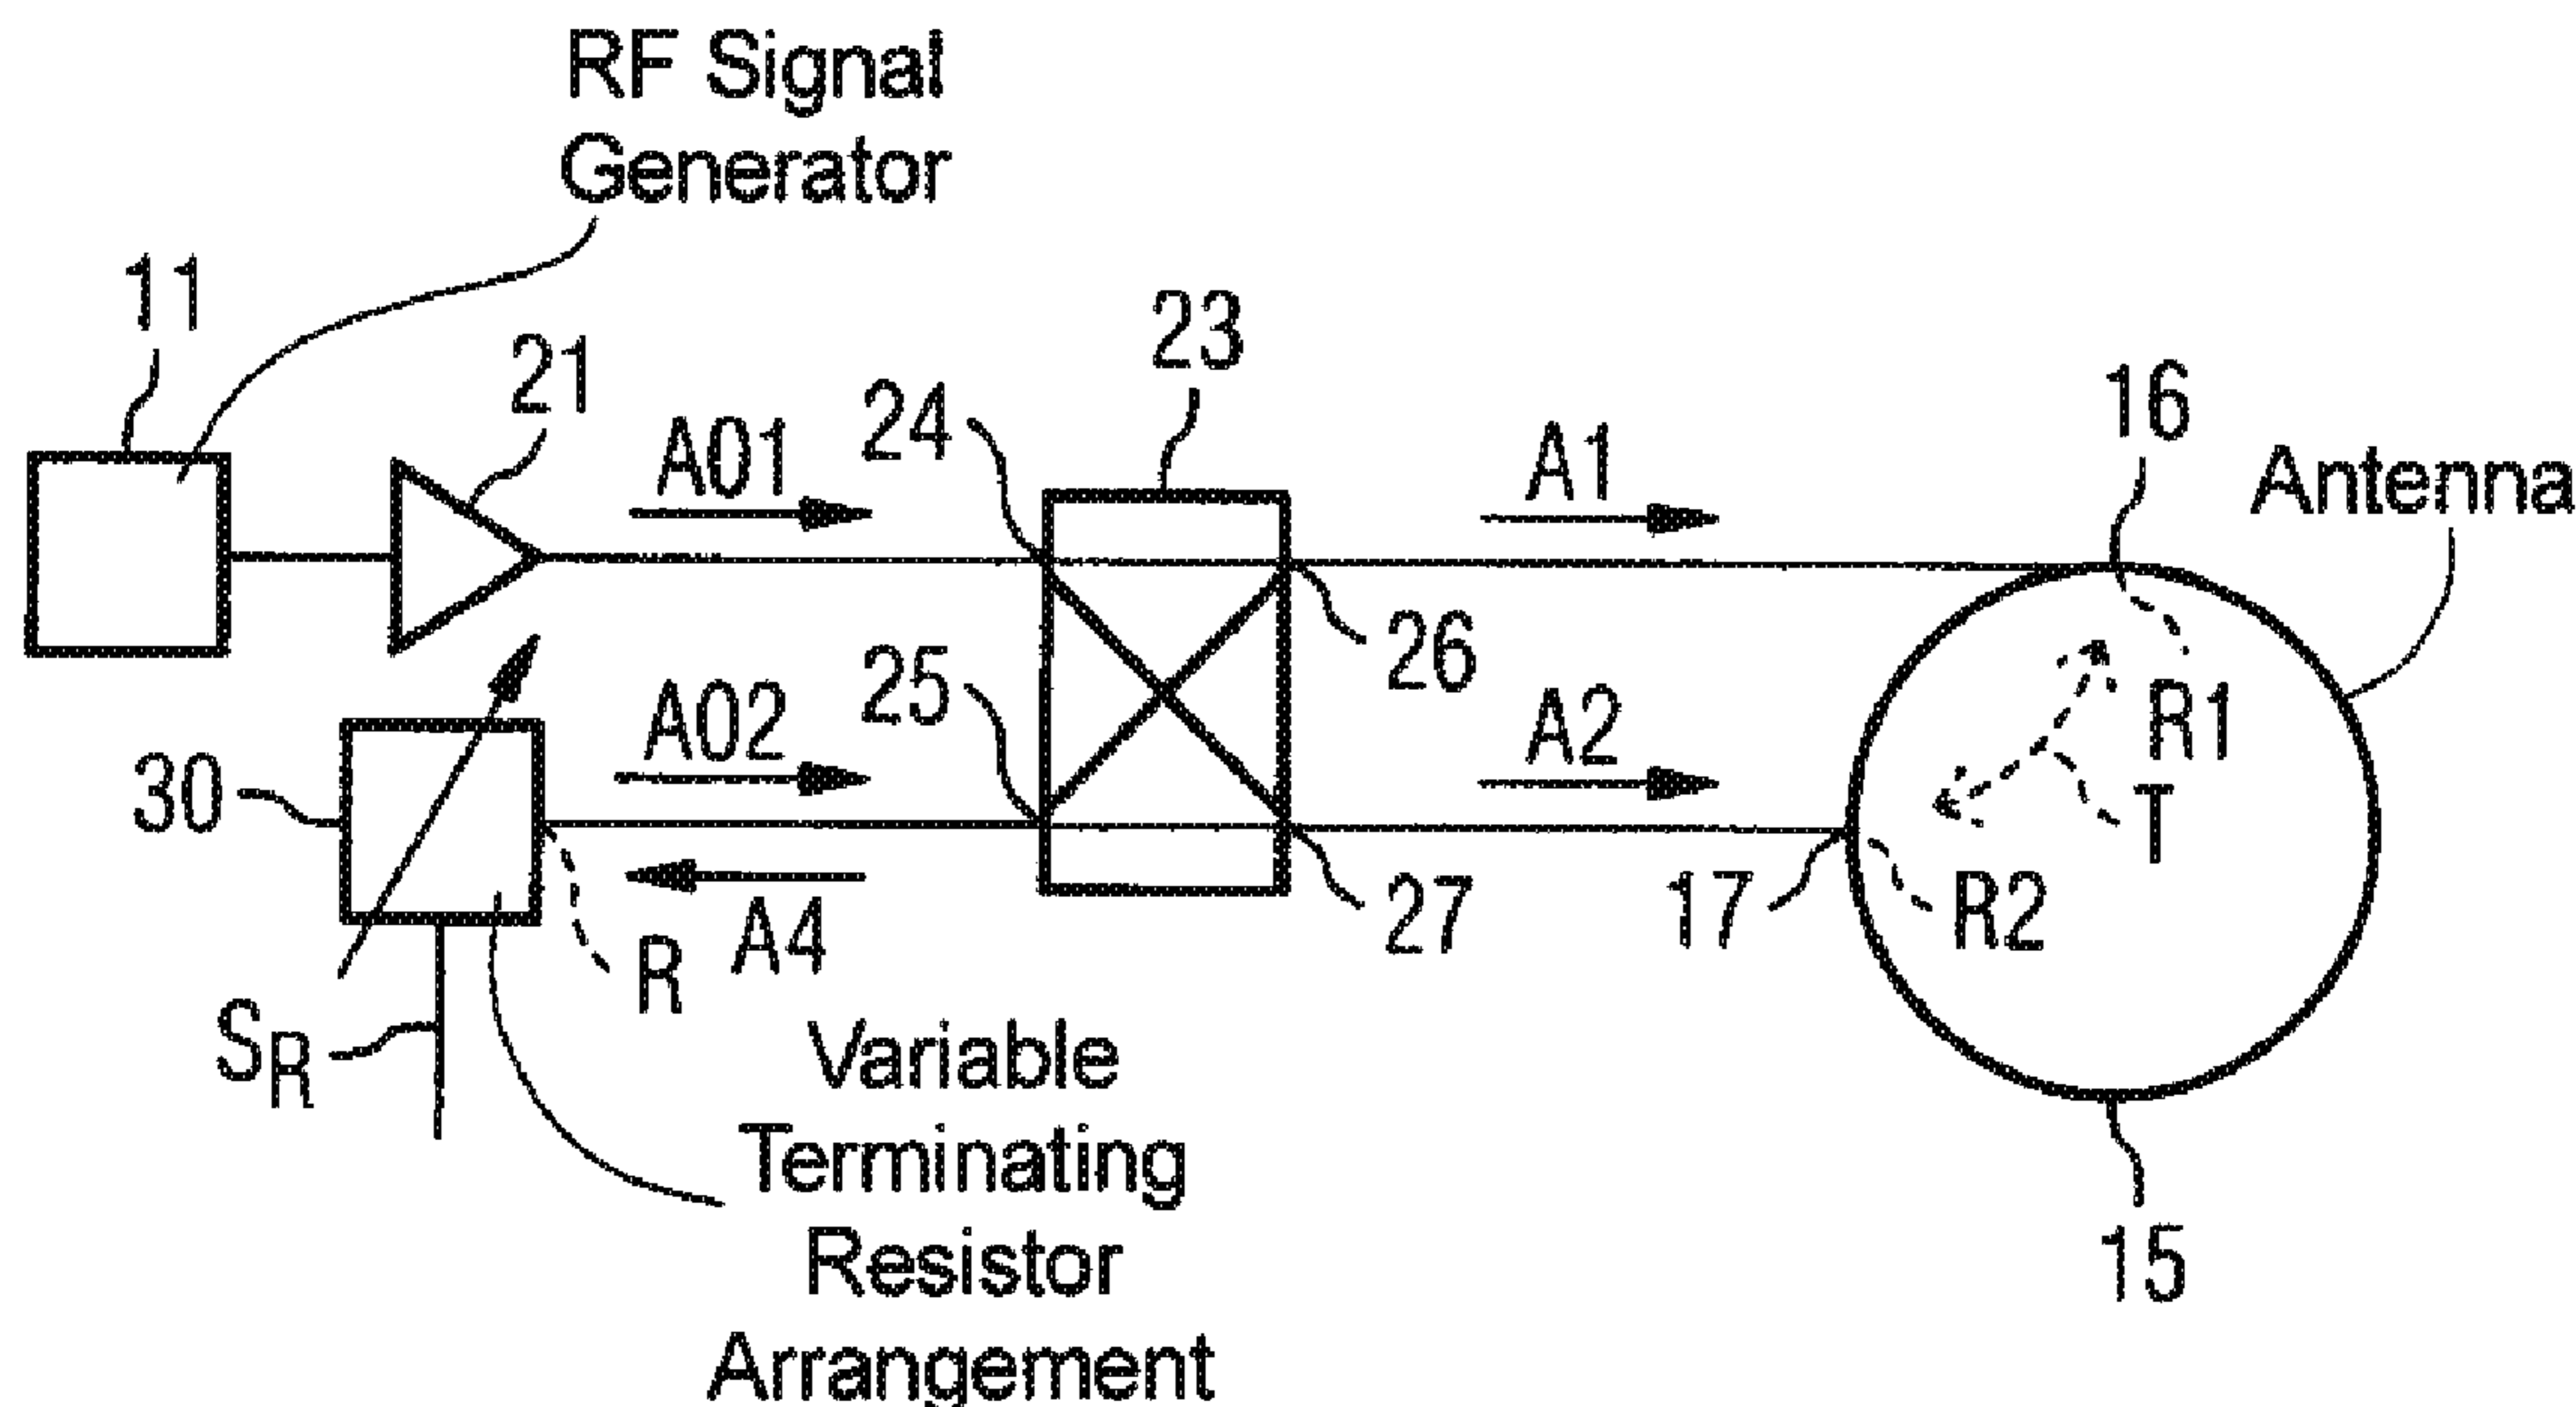 RF Signal
Generator
11
21
A01
24
23
A1
16
Antenna
25
26
A02
A2
R1
T
30
A4
R
27
17
R2
SR
15
Variable
Terminating
Resistor
Arrangement